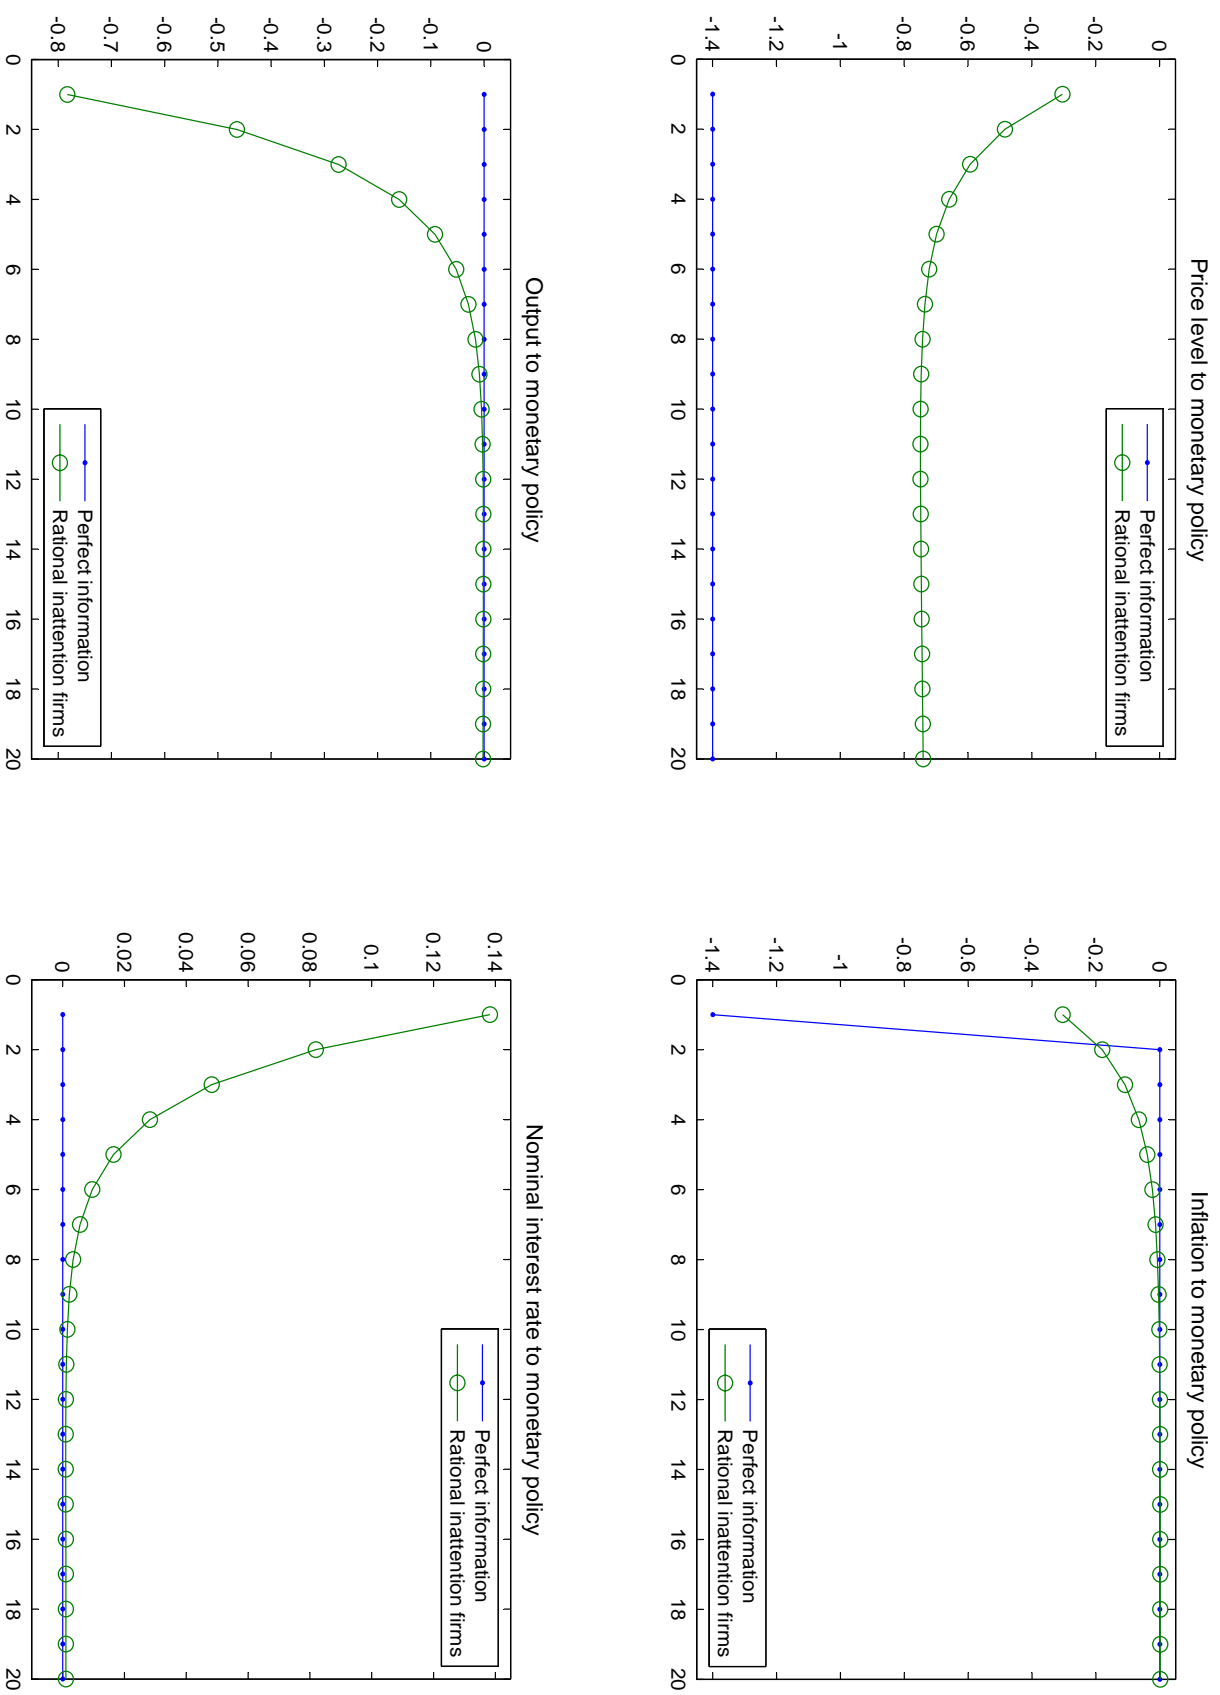 Price level to monetary policy
0
-0.2
-0.4
-0.6
-0.8
-1
-1.2
-1.4
0 2 4 6 8 10 12 14 16 18 20
Perfect information
Rational inattention firms
Inflation to monetary policy
0
-0.2
-0.4
-0.6
-0.8
-1
-1.2
-1.4
0 2 4 6 8 10 12 14 16 18 20
Perfect information
Rational inattention firms
Output to monetary policy
0
-0.1
-0.2
-0.3
-0.4
-0.5
-0.6
-0.7
-0.8
0 2 4 6 8 10 12 14 16 18 20
Perfect information
Rational inattention firms
Nominal interest rate to monetary policy
0.14
0.12
0.1
0.08
0.06
0.04
0.02
0
0 2 4 6 8 10 12 14 16 18 20
Perfect information
Rational inattention firms